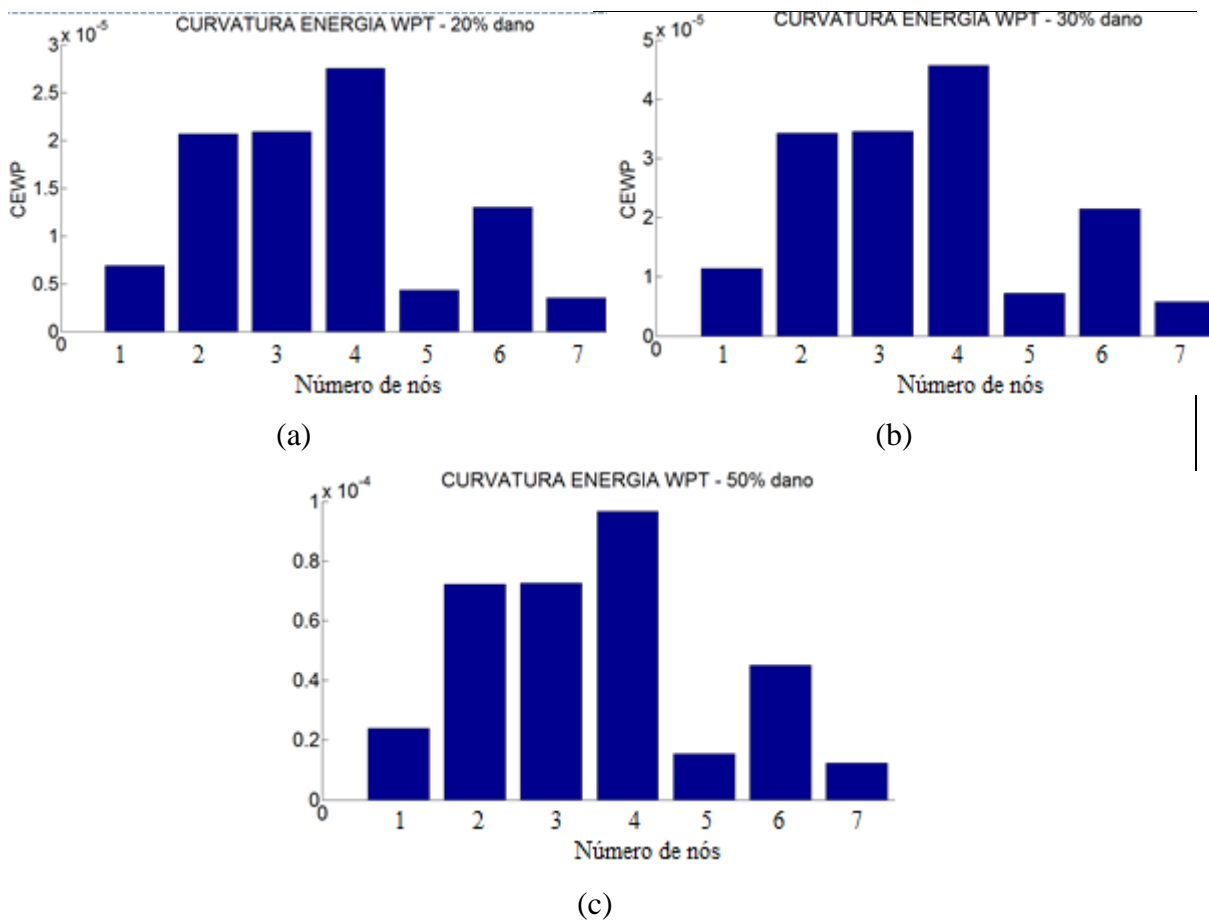 CURVATURA ENERGIA WPT - 20% dano
x 10-5
3
2.5
2
1.5
1
0.5
0
CEWP
0 1 2 3 4 5 6 7
Número de nós
(a)
CURVATURA ENERGIA WPT - 30% dano
x 10-5
5
4
3
2
1
0
CEWP
0 1 2 3 4 5 6 7
Número de nós
(b)
CURVATURA ENERGIA WPT - 50% dano
x 10-4
1
0.8
0.6
0.4
0.2
0
0 1 2 3 4 5 6 7
Número de nós
(c)